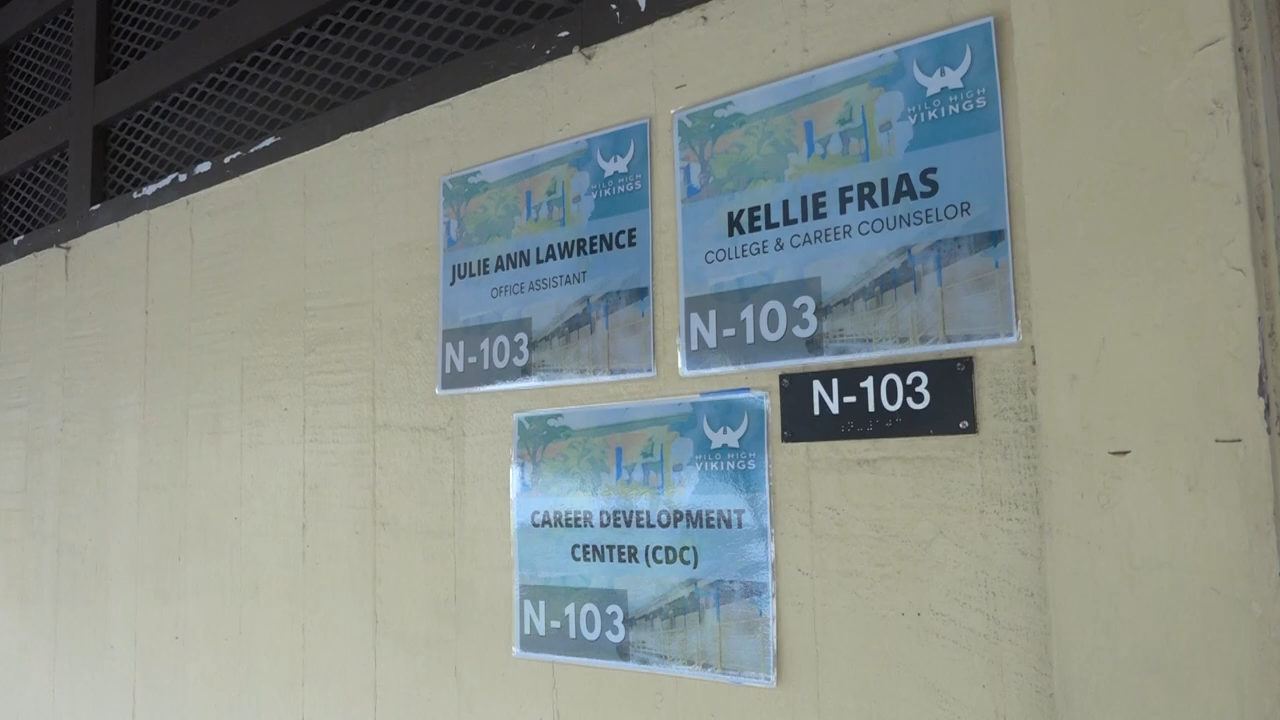 HILO HIGH
VIKINGS
JULIE ANN LAWRENCE
OFFICE ASSISTANT
N-103
HILO HIGH
VIKINGS
KELLIE FRIAS
COLLEGE & CAREER COUNSELOR
N-103
N-103
HILO HIGH
VIKINGS
CAREER DEVELOPMENT
CENTER (CDC)
N-103